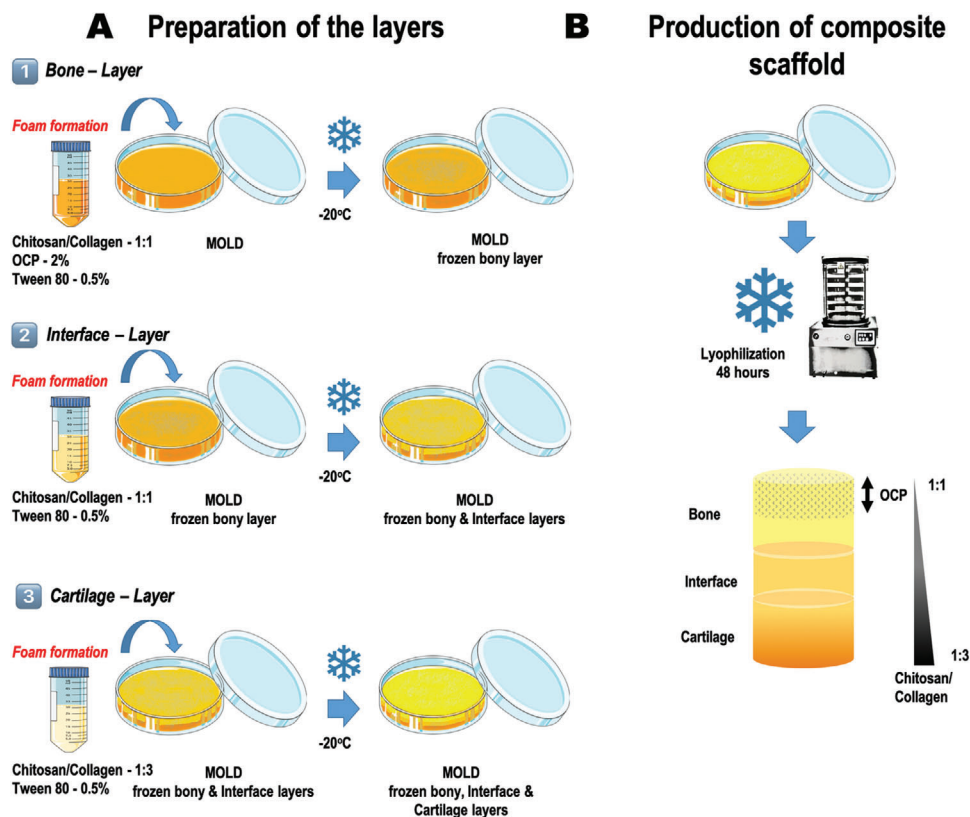 A Preparation of the layers
1 Bone – Layer
Foam formation
-20ºC
Chitosan/Collagen - 1:1
OCP - 2%
Tween 80 - 0.5%
MOLD
MOLD
frozen bony layer
2 Interface – Layer
Foam formation
-20ºC
Chitosan/Collagen - 1:1
Tween 80 - 0.5%
MOLD
frozen bony layer
MOLD
frozen bony & Interface layers
3 Cartilage – Layer
Foam formation
-20ºC
Chitosan/Collagen - 1:3
Tween 80 - 0.5%
MOLD
frozen bony & Interface layers
MOLD
frozen bony, Interface &
Cartilage layers
B Production of composite
scaffold
Lyophilization
48 hours
Bone
Interface
Cartilage
OCP
1:1
1:3
Chitosan/
Collagen